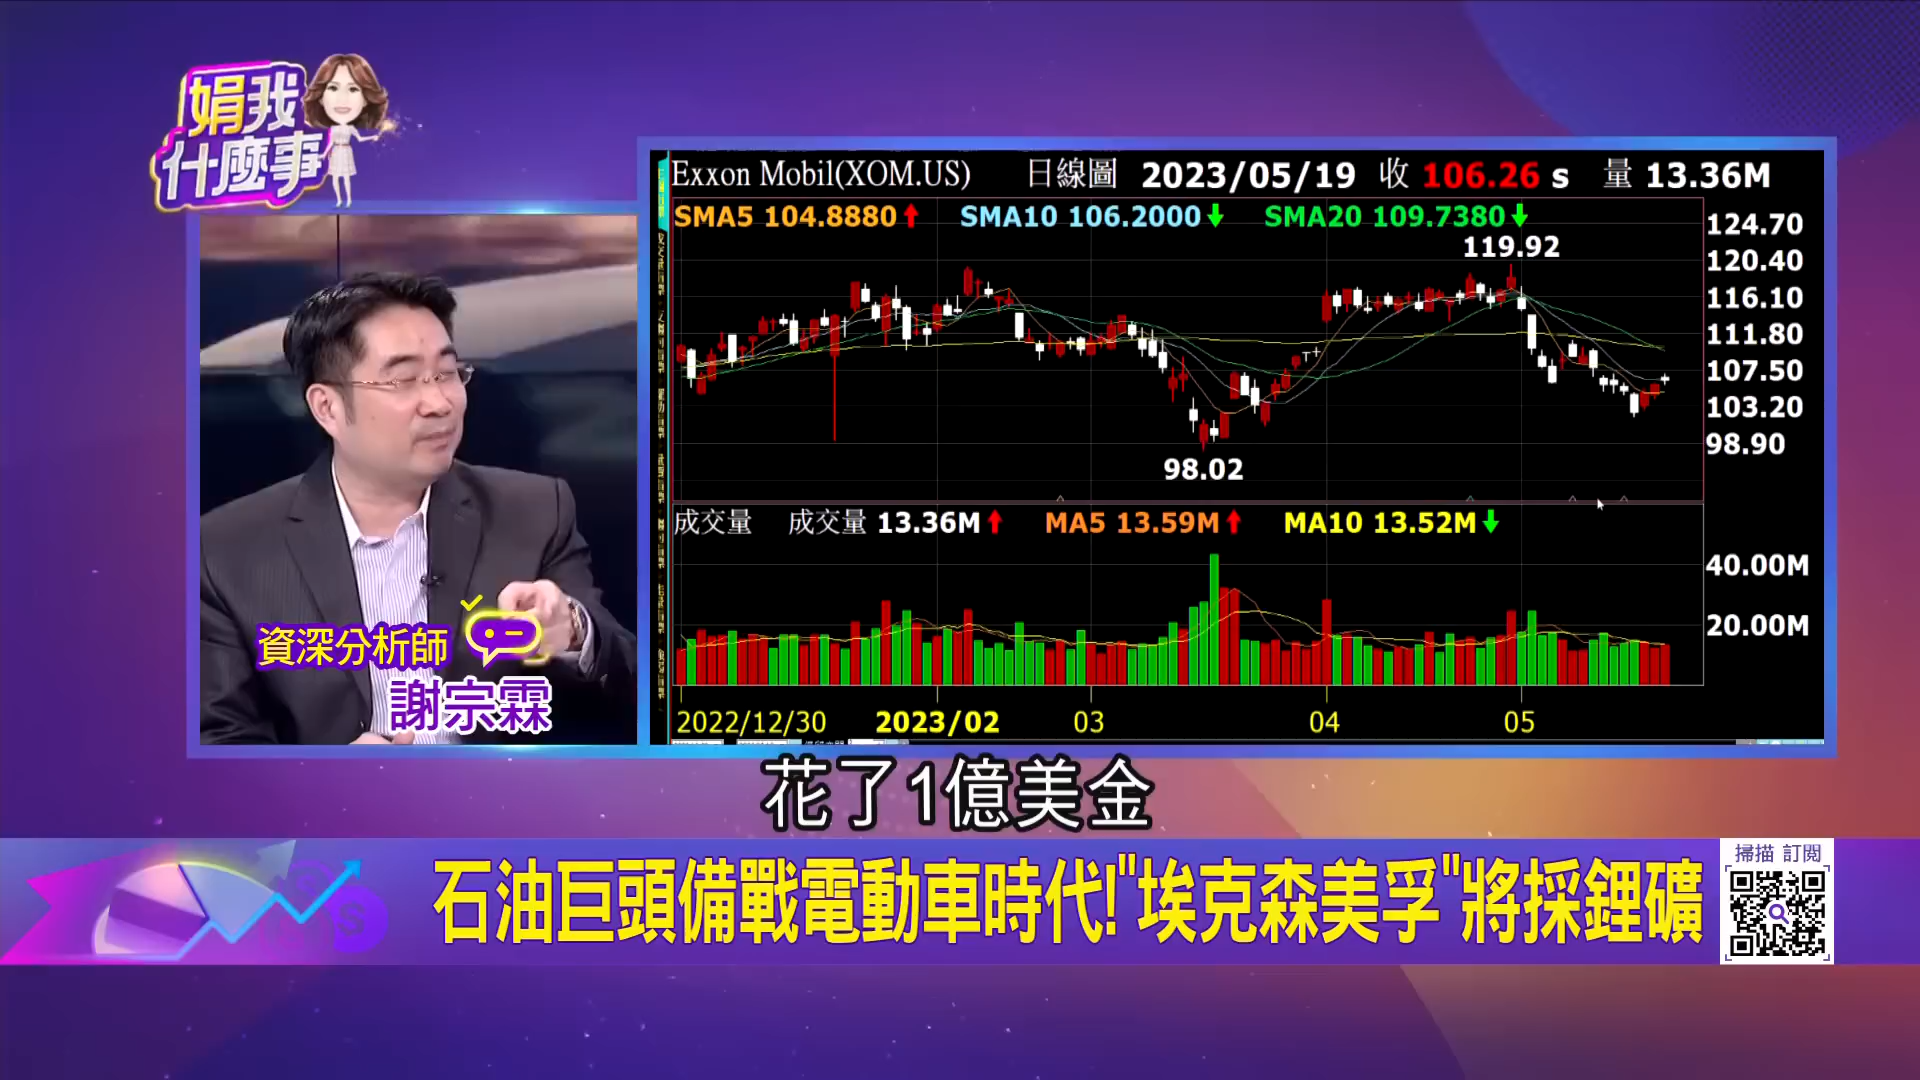 娟我
什麼事
Exxon Mobil(XOM.US) 日線圖 2023/05/19 收 106.26 s 量 13.36M
SMA5 104.8880 SMA10 106.2000 SMA20 109.7380
124.70
119.92
120.40
116.10
111.80
107.50
103.20
98.90
98.02
成交量 成交量 13.36M MA5 13.59M MA10 13.52M
40.00M
20.00M
2022/12/30 2023/02 03 04 05
資深分析師
謝宗霖
花了1億美金
石油巨頭備戰電動車時代!"埃克森美孚"將採鋰礦
掃描 訂閱